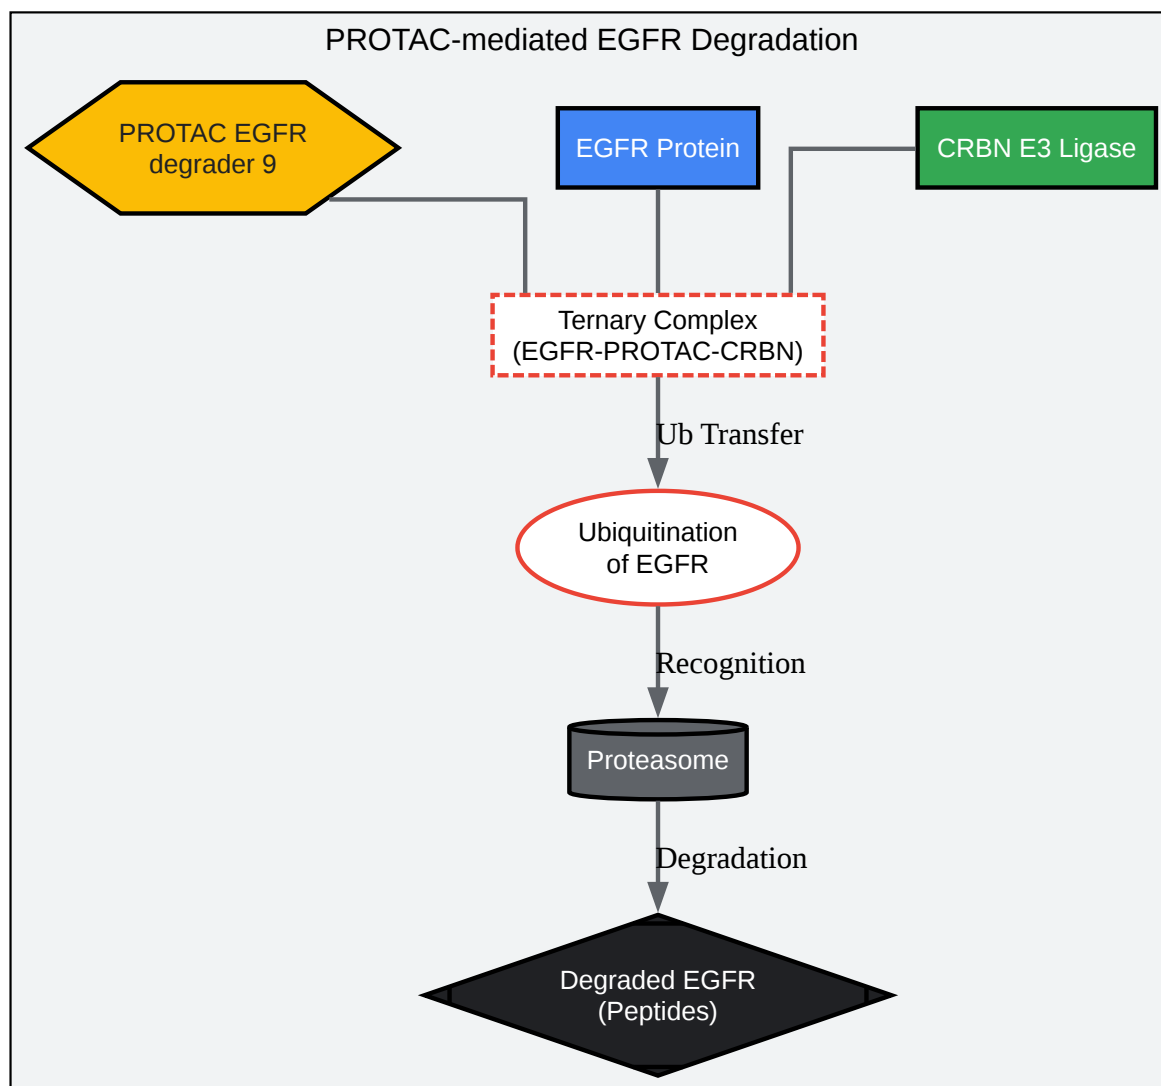 PROTAC-mediated EGFR Degradation
PROTAC EGFR
degrader 9
EGFR Protein
CRBN E3 Ligase
Ternary Complex
(EGFR-PROTAC-CRBN)
Ub Transfer
Ubiquitination
of EGFR
Recognition
Proteasome
Degradation
Degraded EGFR
(Peptides)